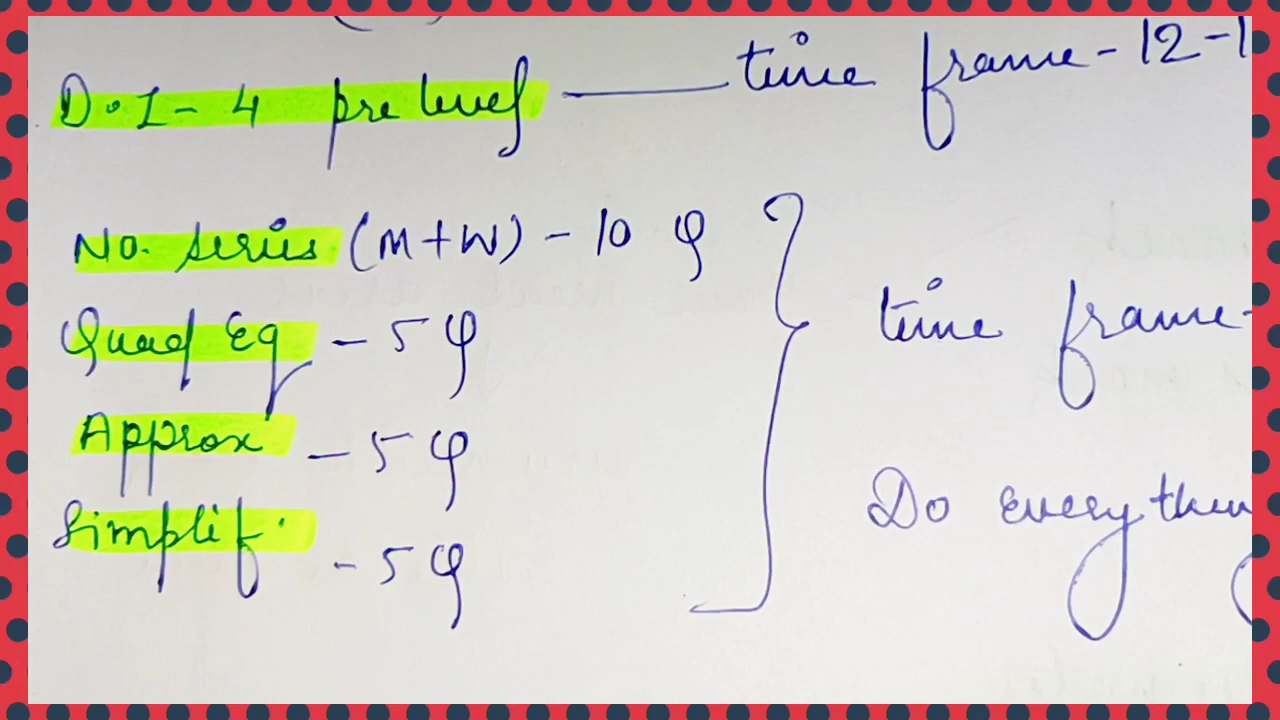 D.I - 4 pre level —— time frame - 12-1
No. series (M+W) - 10 Q
Quad Eq - 5 Q
time frame-
Approx - 5 Q
Do everythin
Simplif. - 5 Q